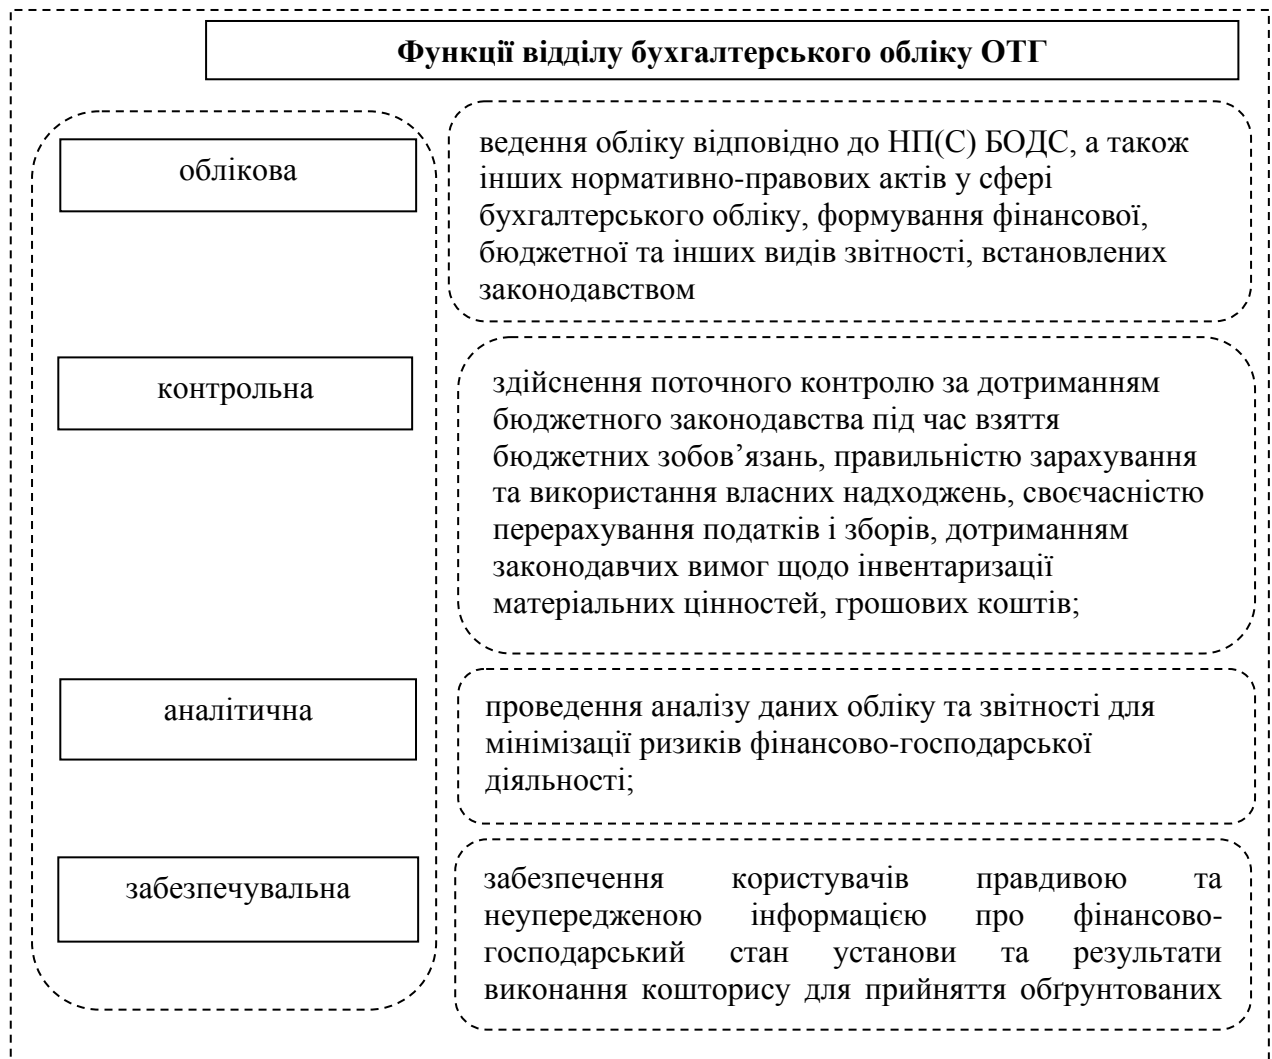 Функції відділу бухгалтерського обліку ОТГ
облікова
ведення обліку відповідно до НП(С) БОДС, а також
інших нормативно-правових актів у сфері
бухгалтерського обліку, формування фінансової,
бюджетної та інших видів звітності, встановлених
законодавством
контрольна
здійснення поточного контролю за дотриманням
бюджетного законодавства під час взяття
бюджетних зобов’язань, правильністю зарахування
та використання власних надходжень, своєчасністю
перерахування податків і зборів, дотриманням
законодавчих вимог щодо інвентаризації
матеріальних цінностей, грошових коштів;
аналітична
проведення аналізу даних обліку та звітності для
мінімізації ризиків фінансово-господарської
діяльності;
забезпечувальна
забезпечення користувачів правдивою та
неупередженою інформацією про фінансово-
господарський стан установи та результати
виконання кошторису для прийняття обґрунтованих